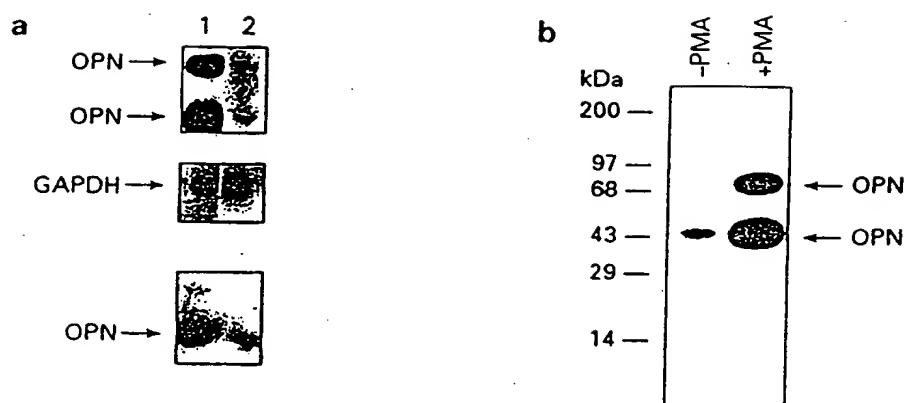 a
1 2
OPN
OPN
GAPDH
OPN
b
-PMA
+PMA
kDa
200
97
68
43
29
14
OPN
OPN